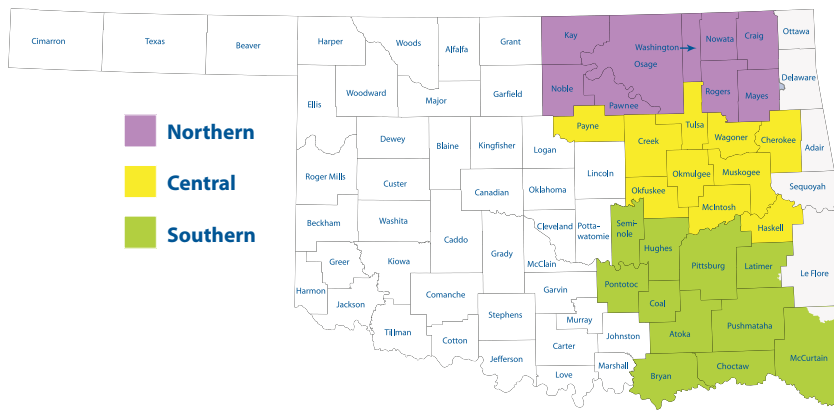 Cimarron
Texas
Beaver
Harper
Woods
Alfalfa
Grant
Kay
Washington
Osage
Nowata
Craig
Ottawa
Delaware
Ellis
Woodward
Major
Garfield
Noble
Pawnee
Rogers
Mayes
Northern
Central
Southern
Dewey
Blaine
Kingfisher
Logan
Payne
Creek
Tulsa
Wagoner
Cherokee
Adair
Roger Mills
Custer
Canadian
Oklahoma
Lincoln
Okfuskee
Okmulgee
Muskogee
McIntosh
Sequoyah
Haskell
Beckham
Washita
Caddo
Grady
Cleveland
McClain
Potta-
watomie
Semi-
nole
Hughes
Pittsburg
Latimer
Le Flore
Greer
Kiowa
Harmon
Jackson
Comanche
Garvin
Pontotoc
Coal
Tillman
Cotton
Stephens
Murray
Johnston
Atoka
Pushmataha
McCurtain
Jefferson
Carter
Love
Marshall
Bryan
Choctaw